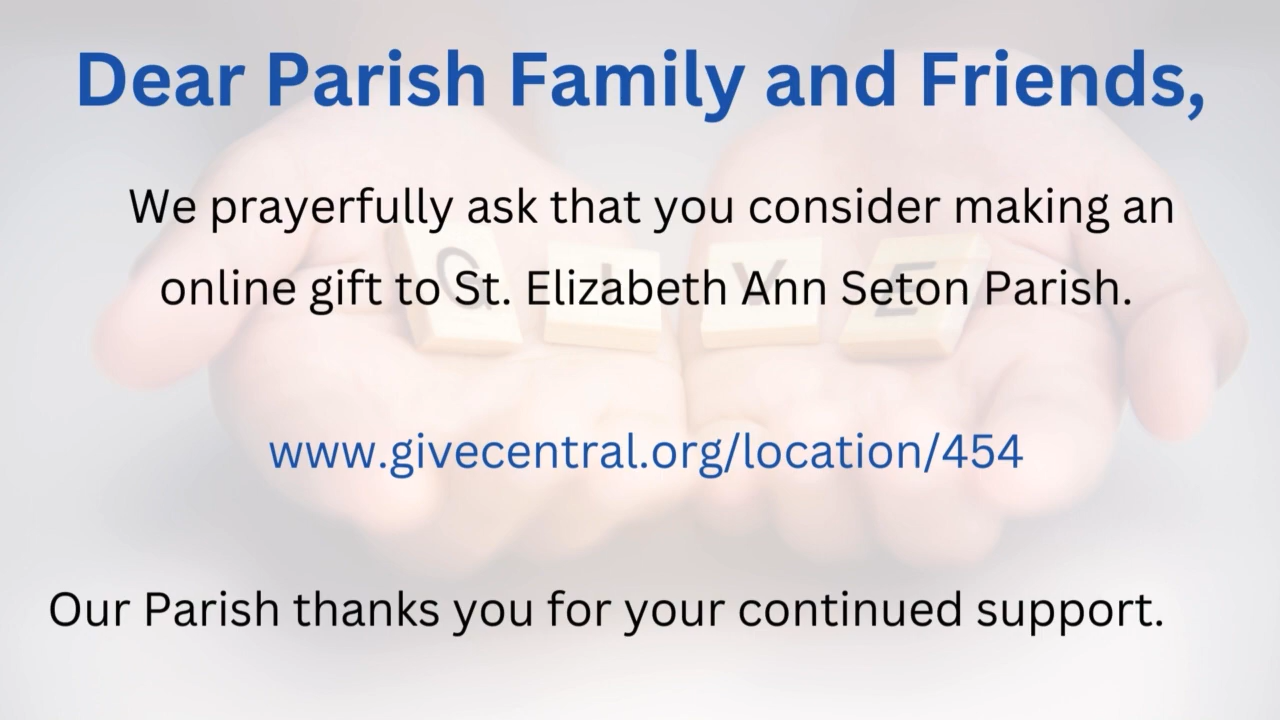 Dear Parish Family and Friends,
We prayerfully ask that you consider making an
online gift to St. Elizabeth Ann Seton Parish.
G I V E
www.givecentral.org/location/454
Our Parish thanks you for your continued support.